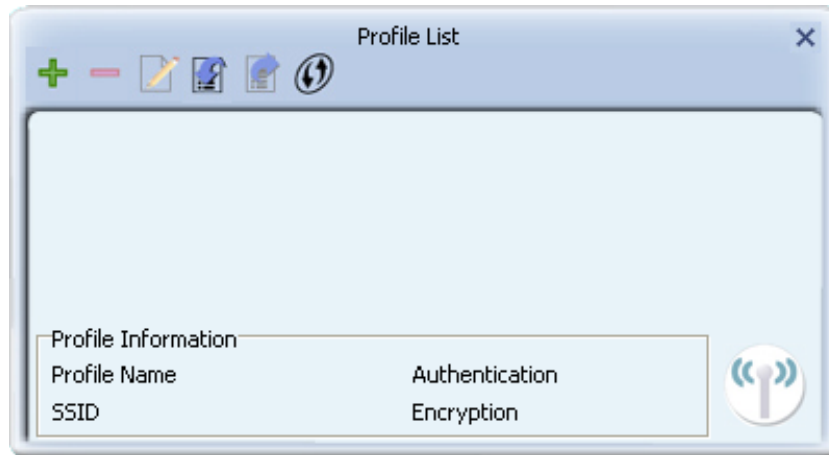 Profile List
Profile Information
Profile Name Authentication
SSID Encryption